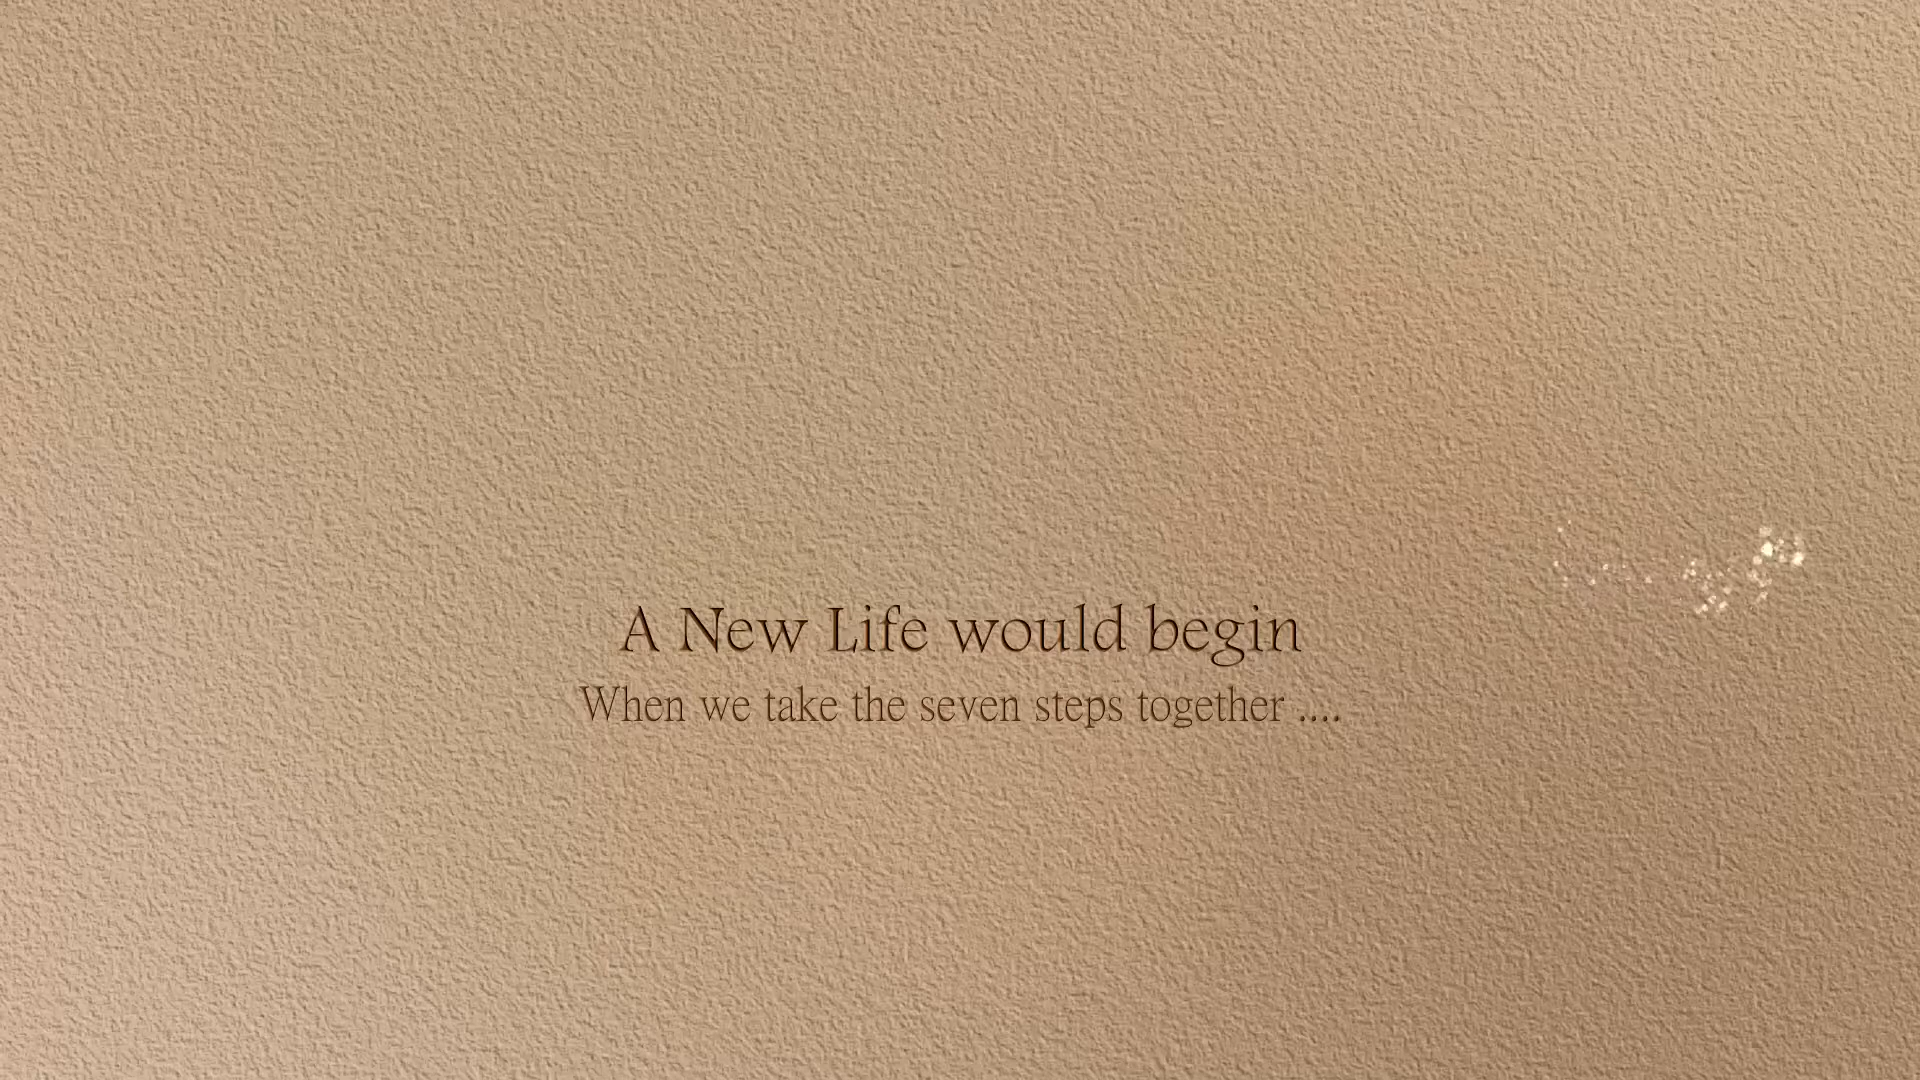 A New Life would begin
When we take the seven steps together ....